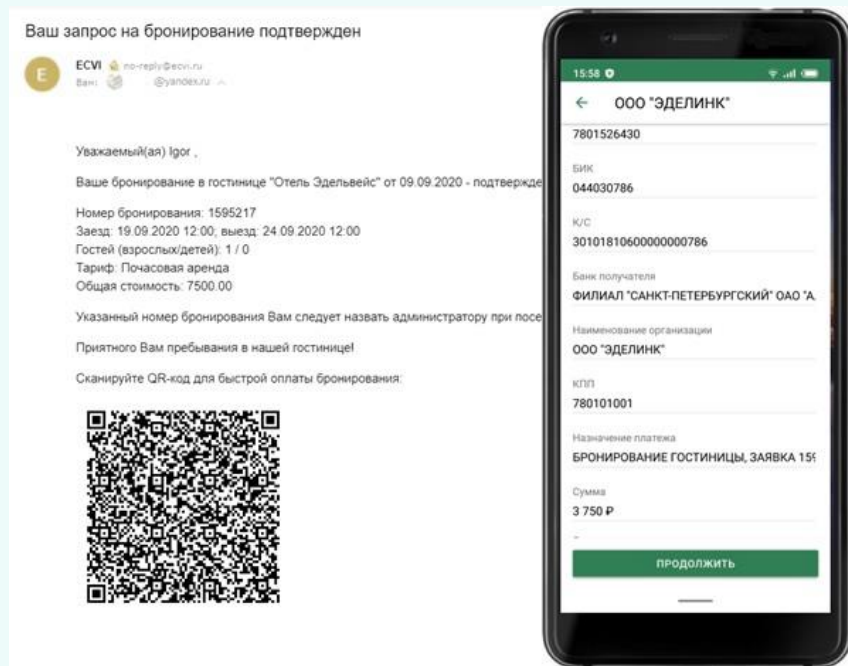 Ваш запрос на бронирование подтвержден
E
ECVI no-reply@ecvi.ru
Вам: @yandex.ru
Уважаемый(ая) Igor ,
Ваше бронирование в гостинице "Отель Эдельвейс" от 09.09.2020 - подтвержде
Номер бронирования: 1595217
Заезд: 19.09.2020 12:00; выезд: 24.09.2020 12:00
Гостей (взрослых/детей): 1 / 0
Тариф: Почасовая аренда
Общая стоимость: 7500.00
Указанный номер бронирования Вам следует назвать администратору при посе
Приятного Вам пребывания в нашей гостинице!
Сканируйте QR-код для быстрой оплаты бронирования:
15:58
ООО "ЭДЕЛИНК"
7801526430
БИК
044030786
К/С
30101810600000000786
Банк получателя
ФИЛИАЛ "САНКТ-ПЕТЕРБУРГСКИЙ" ОАО "А.
Наименование организации
ООО "ЭДЕЛИНК"
КПП
780101001
Назначение платежа
БРОНИРОВАНИЕ ГОСТИНИЦЫ, ЗАЯВКА 159
Сумма
3 750 ₽
ПРОДОЛЖИТЬ